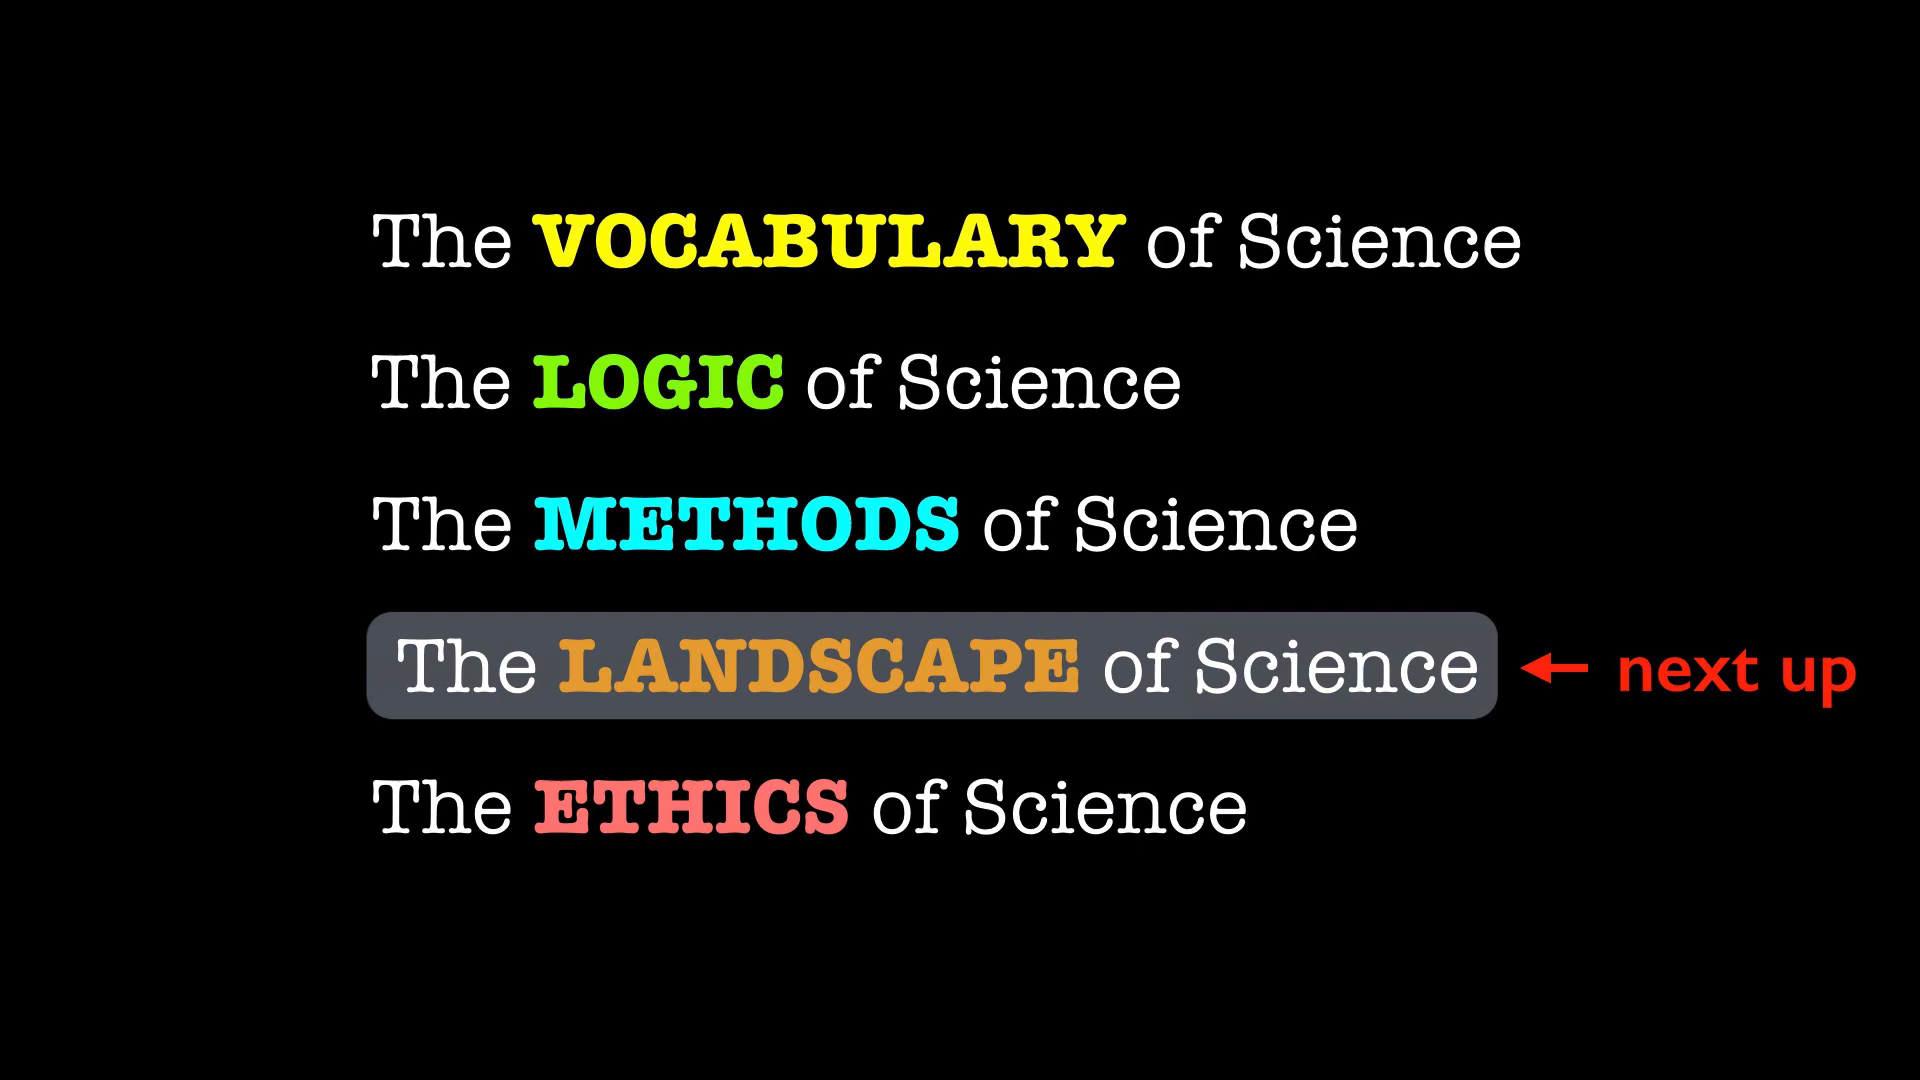 The VOCABULARY of Science
The LOGIC of Science
The METHODS of Science
The LANDSCAPE of Science ← next up
The ETHICS of Science